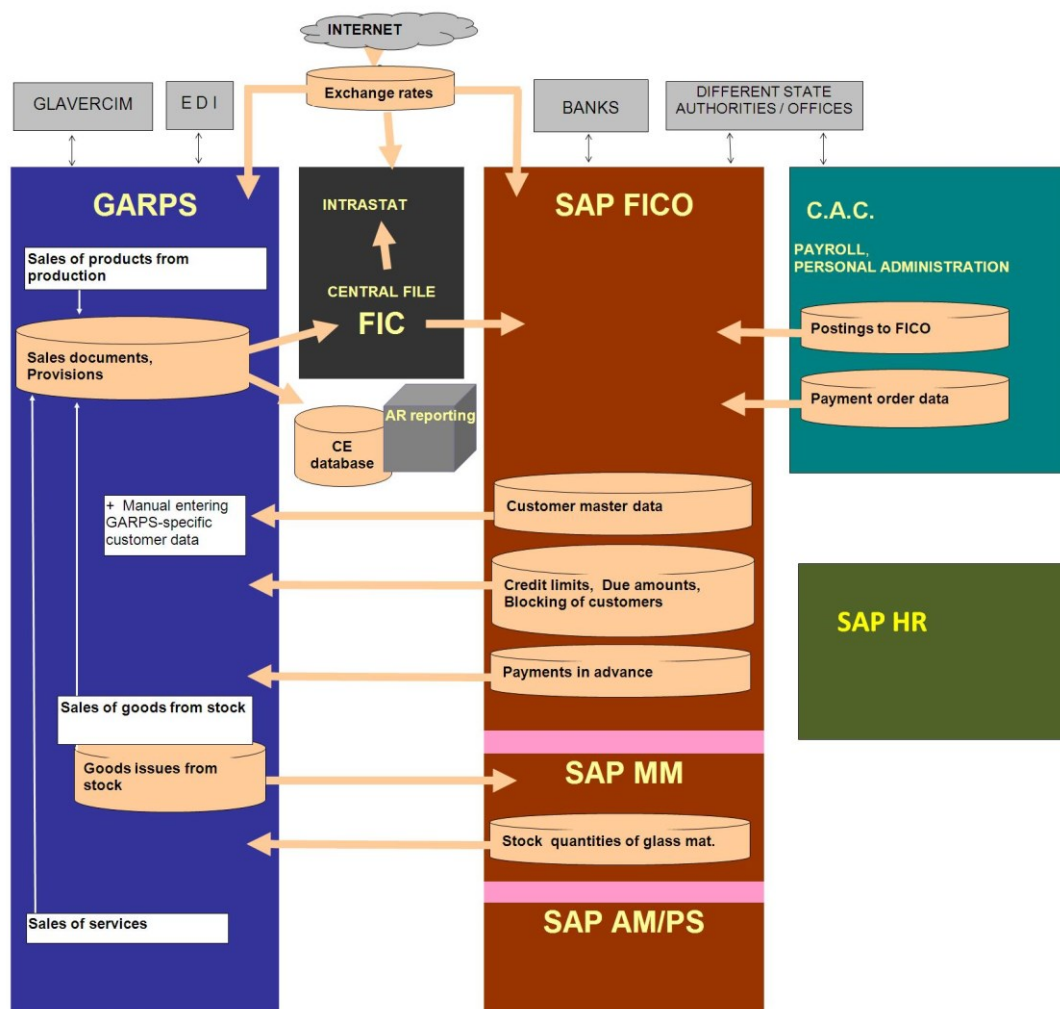 INTERNET
Exchange rates
GLAVERCIM
E D I
BANKS
DIFFERENT STATE
AUTHORITIES / OFFICES
GARPS
INTRASTAT
CENTRAL FILE
FIC
SAP FICO
C.A.C.
PAYROLL,
PERSONAL ADMINISTRATION
Sales of products from
production
Sales documents,
Provisions
Postings to FICO
Payment order data
AR reporting
CE
database
+ Manual entering
GARPS-specific
customer data
Customer master data
Credit limits, Due amounts,
Blocking of customers
Payments in advance
SAP HR
Sales of goods from stock
Goods issues from
stock
SAP MM
Stock quantities of glass mat.
Sales of services
SAP AM/PS